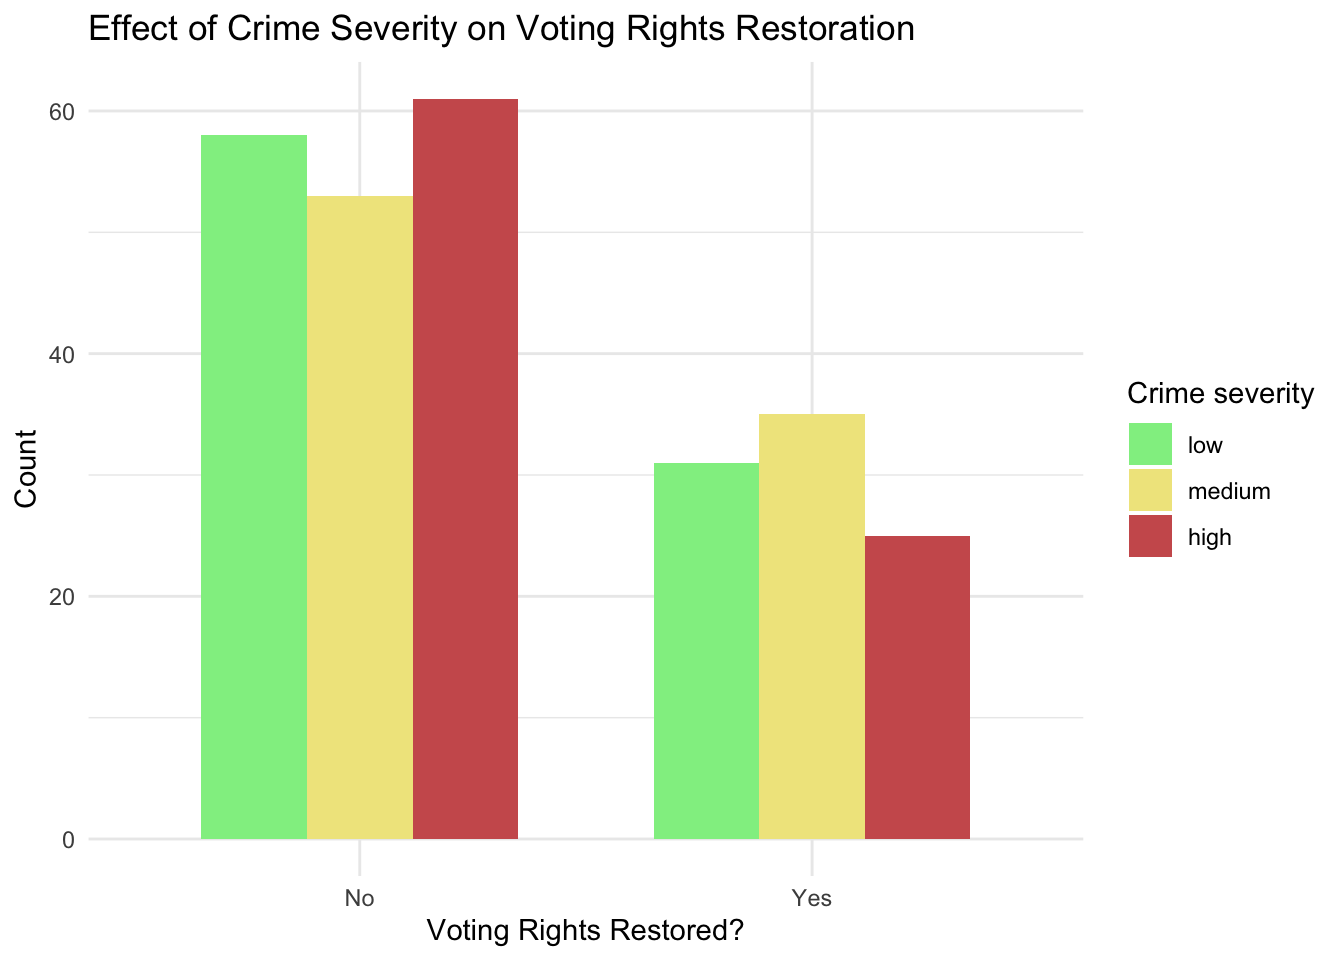 Effect of Crime Severity on Voting Rights Restoration
60
40
20
0
Count
No
Yes
Voting Rights Restored?
Crime severity
low
medium
high